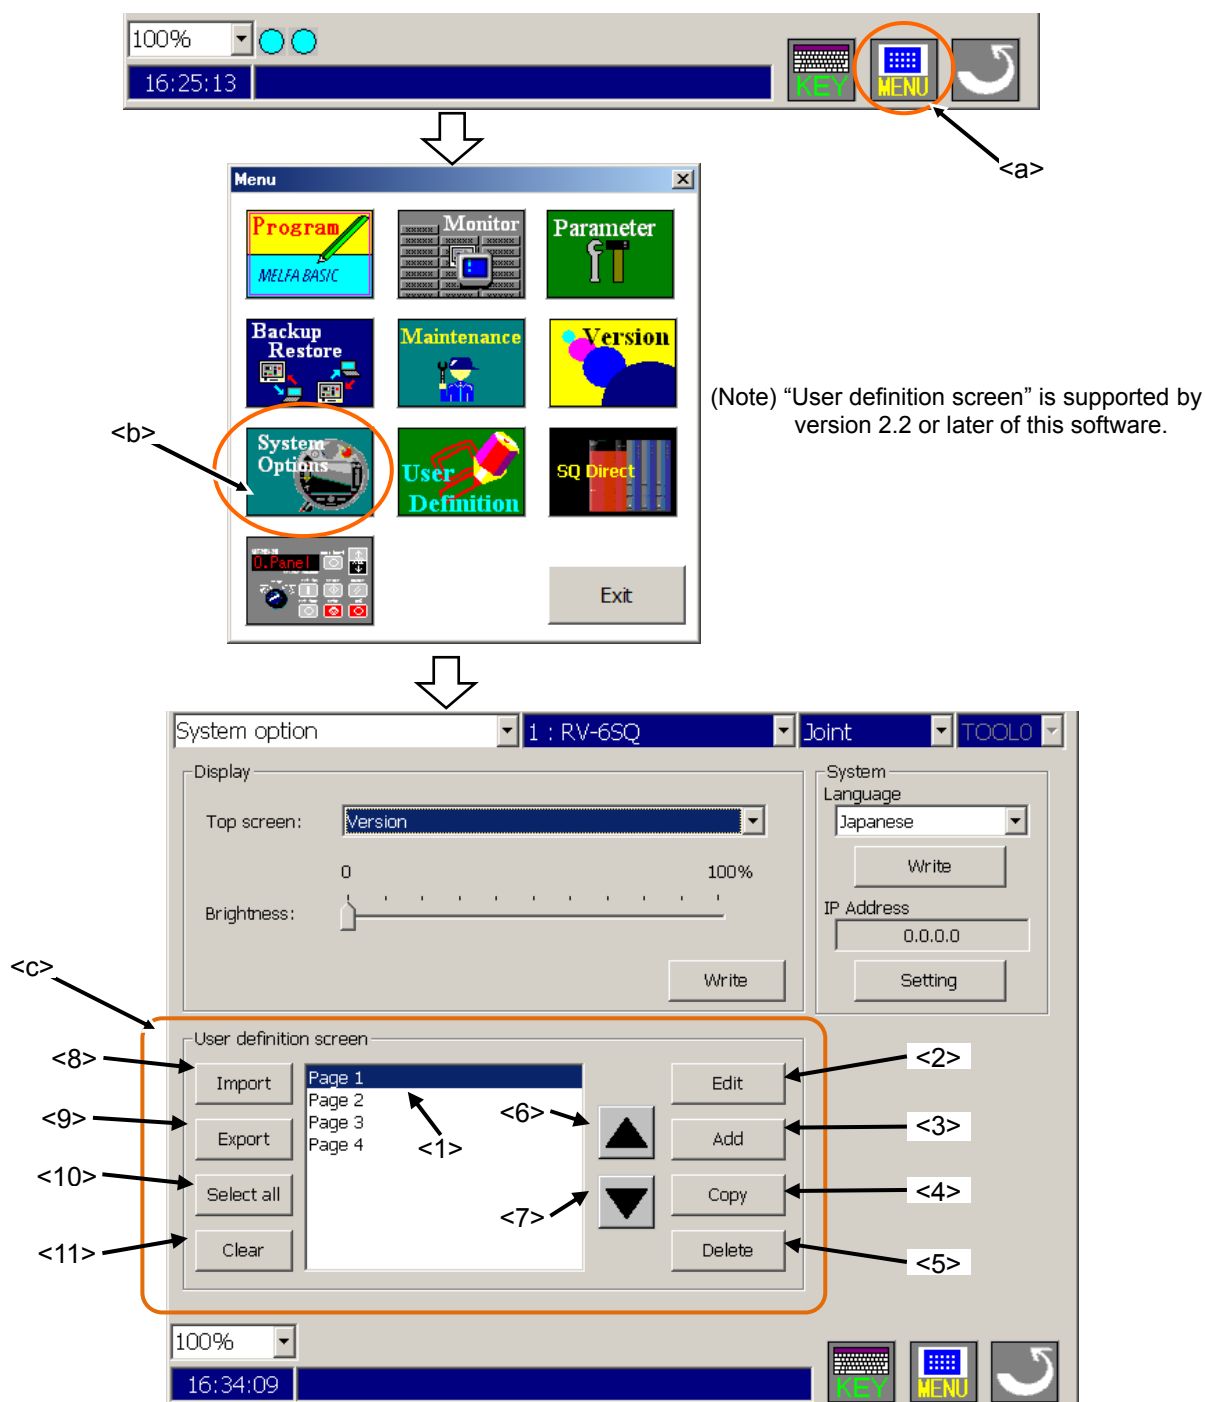 100%
16:25:13
KEY
MENU
<a>
Menu
Program
MELFA BASIC
Monitor
Parameter
Backup
Restore
Maintenance
Version
(Note) “User definition screen” is supported by
version 2.2 or later of this software.
<b>
System
Options
User
Definition
SQ Direct
O.Panel
Exit
System option
1 : RV-6SQ
Joint
TOOL0
Display
Top screen:
Version
0
100%
Brightness:
Write
System
Language
Japanese
Write
IP Address
0.0.0.0
Setting
<c>
User definition screen
<8>
Import
Page 1
Page 2
Page 3
Page 4
<1>
<6>
Edit
<2>
<9>
Export
Add
<3>
<10>
Select all
<7>
Copy
<4>
<11>
Clear
Delete
<5>
100%
16:34:09
KEY
MENU